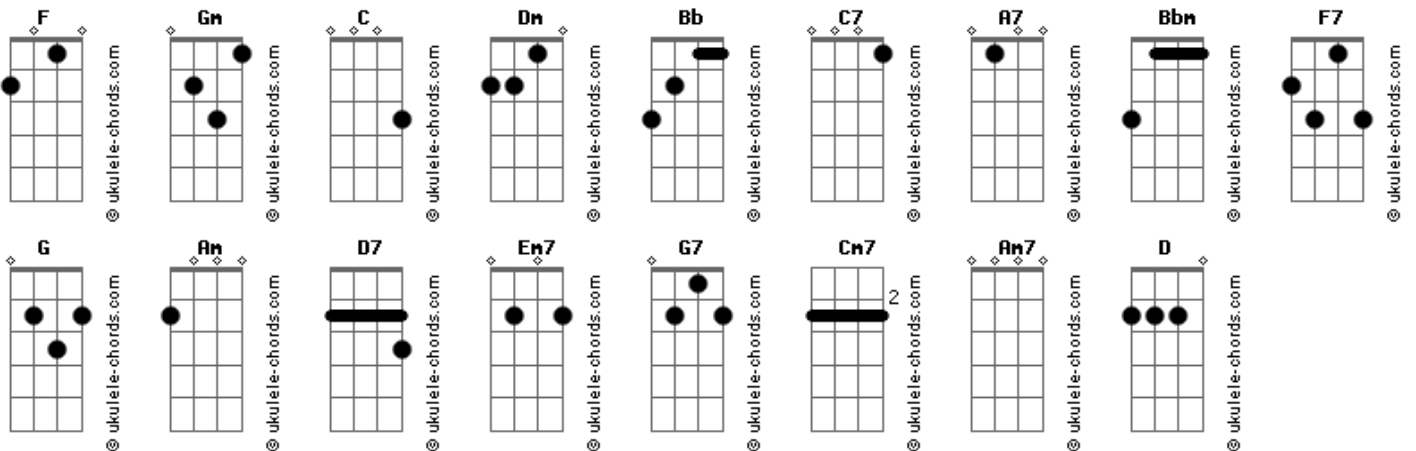 F Gm C Dm Bb C7 A7 Bbm F7
© ukulele-chords.com © ukulele-chords.com © ukulele-chords.com © ukulele-chords.com © ukulele-chords.com © ukulele-chords.com © ukulele-chords.com © ukulele-chords.com © ukulele-chords.com
G Am D7 Em7 G7 Cm7 Am7 D
2
© ukulele-chords.com © ukulele-chords.com © ukulele-chords.com © ukulele-chords.com © ukulele-chords.com © ukulele-chords.com © ukulele-chords.com © ukulele-chords.com